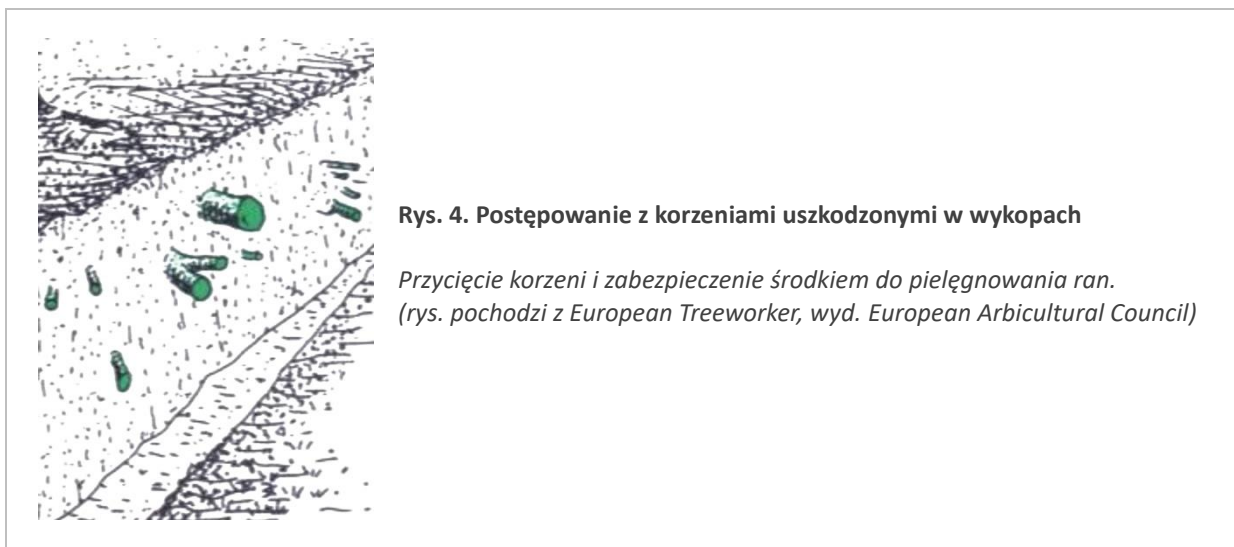 Rys. 4. Postępowanie z korzeniami uszkodzonymi w wykopach
Przycięcie korzeni i zabezpieczenie środkiem do pielęgnowania ran.
(rys. pochodzi z European Treeworker, wyd. European Arbicultural Council)